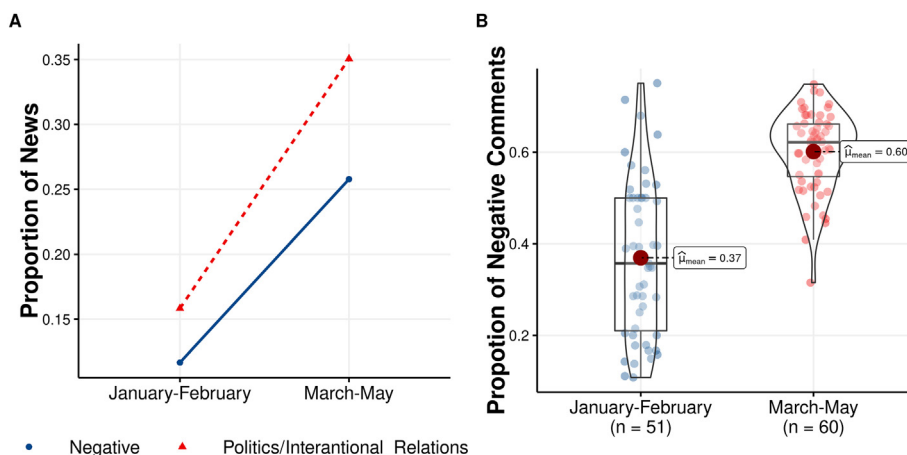 A
Proportion of News
0.35
0.30
0.25
0.20
0.15
January-February
March-May
Negative
Politics/Interantional Relations
B
Propotion of Negative Comments
0.6
0.4
0.2
μ̂mean = 0.37
μ̂mean = 0.60
January-February
(n = 51)
March-May
(n = 60)